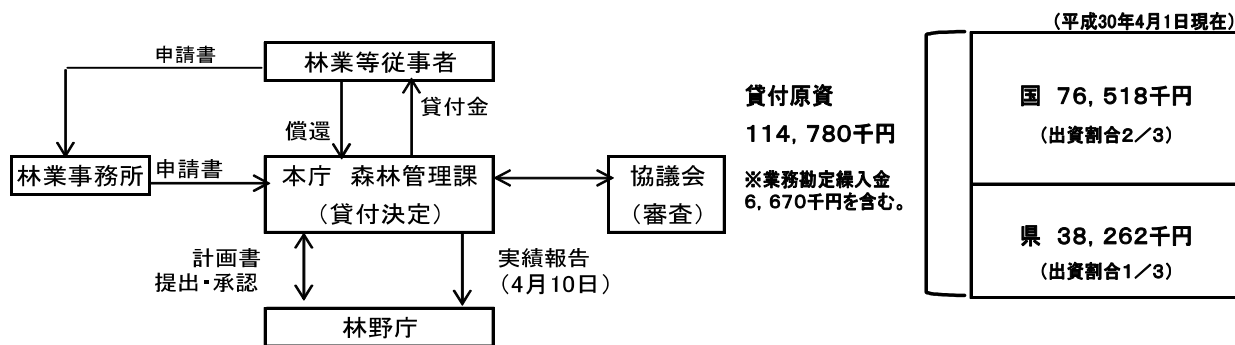 (平成30年4月1日現在)
申請書
林業等従事者
貸付金
償還
林業事務所
申請書
本庁 森林管理課
(貸付決定)
協議会
(審査)
計画書
提出・承認
実績報告
(4月10日)
林野庁
貸付原資
114,780千円
※業務勘定繰入金
6,670千円を含む。
国 76,518千円
(出資割合2/3)
県 38,262千円
(出資割合1/3)